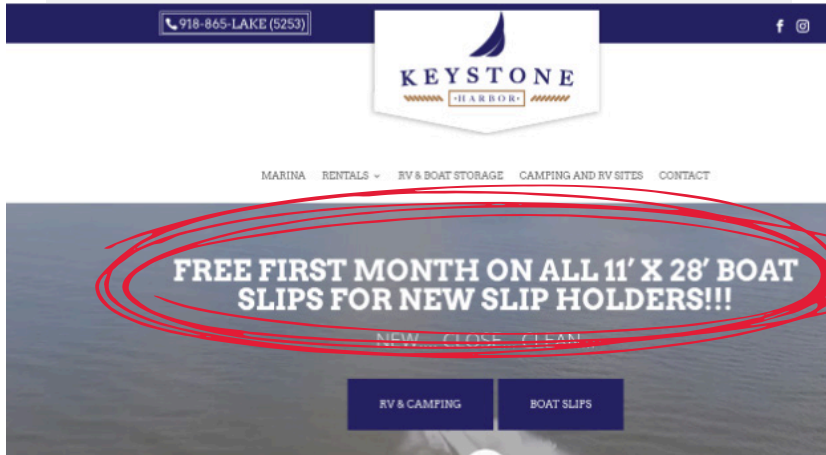 918-865-LAKE (5253)
KEYSTONE
·HARBOR·
MARINA RENTALS RV & BOAT STORAGE CAMPING AND RV SITES CONTACT
FREE FIRST MONTH ON ALL 11' X 28' BOAT
SLIPS FOR NEW SLIP HOLDERS!!!
NEW... CLOSE... CLEAN...
RV & CAMPING BOAT SLIPS